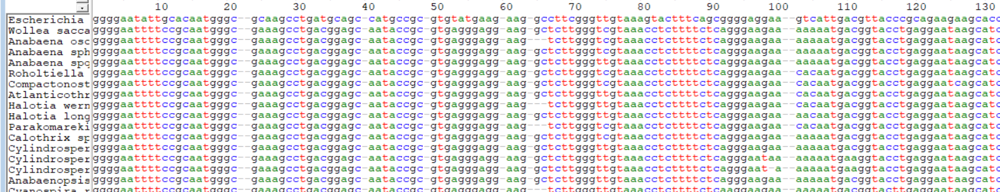 10 20 30 40 50 60 70 80 90 100 110 120 130
Escherichia ggggaatattgcacaatgggc--gcaagcctgatgcagc-catgccgc-gtgtatgaag-aag-gccttcgggttgtaaagtactttcagcggggaggaa--gtcattgacgttacccgcagaagaagcacc
Wollea sacca ggggaattttccgcaatgggc--gaaagcctgacggagc-aataccgc-gtgagggagg-aag-gctcttgggtcgtaaacctcttttctcagggaagaa--aaaaatgacggtacctgaggaataagcatc
Anabaena osc ggggaattttccgcaatgggc--gaaagcctgacggagc-aataccgc-gtgagggagg-aag---tcttgggtcgtaaacctcttttctcagggaagaa--aaaaatgacggtacctgaggaataagcatc
Anabaena sph ggggaattttccgcaatgggc--gaaagcctgacggagc-aataccgc-gtgagggagg-aag-gctcttgggtcgtaaacctcttttctcagggaagaa--aaaaatgacggtacctgaggaataagcatc
Anabaena spq ggggaattttccgcaatgggc--gaaagcctgacggagc-aataccgc-gtgagggagg-aag-gctcttgggttgtaaacctcttttctcagggaagaa--aaaaatgacggtacctgaggaataagcatc
Roholtiella ggggaattttccgcaatgggc--gaaagcctgacggagc-aataccgc-gtgagggagg-aag-gctcttgggtcgtaaacctcttttctcagggaagaa--cacaatgacggtacctgaggaataagcatc
Compactonost ggggaattttccgcaatgggc--gaaagcctgacggagc-aataccgc-gtgagggagg-aag-gctcttgggtcgtaaacctcttttctcagggaagaa--cacaatgacggtacctgaggaatcagcatc
Atlanticothr ggggaattttccgcaatgggc--gaaagcctgacggagc-aataccgc-gtgagggagg-aag-gctcttgggttgtaaacctcttttctcagggaagaa--cacaatgacggtacctgaggaataagcatc
Halotia wern ggggaattttccgcaatgggc--gaaagcctgacggagc-aataccgc-gtgagggagg-aag---tcttgggttgtaaacctcttttctcagggaagaa--cacaatgacggtacctgaggaataagcatc
Halotia long ggggaattttccgcaatgggc--gaaagcctgacggagc-aataccgc-gtgagggagg-aag-gctcttgggttgtaaacctcttttctcagggaagaa--aacaatgacggtacctgaggaataagcatc
Parakomareki ggggaattttccgcaatgggc--gaaagcctgacggagc-aataccgc-gtgagggagg-aag---tcttgggttgtaaacctcttttctcagggaagaa--cacaatgacggtacctgaggaataagcatc
Calothrix sp ggggaattttccgcaatgggc--gaaagcctgacggagc-aataccgc-gtgagggagg-aag-gctcttgggtcgtaaacctcttttctcagggaagaa--aaaaatgacggtacctgaggaataagcatc
Cylindrosper ggggaattttccgcaatgggc--gaaagcctgacggagc-aataccgc-gtgagggagg-aag-gctcttgggttgtaaacctcttttctcagggaagaa--aaaaatgacggtacctgaggaataagcatc
Cylindrosper ggggaattttccgcaatgggc--gaaagcctgacggagc-aataccgc-gtgagggagg-aag-gctcttgggttgtaaacctcttttctcagggaataa--aaaaatgaaggtacctgaggaataagcatc
Cylindrosper ggggaattttccgcaatgggc--gaaagcctgacggagc-aataccgc-gtgagggagg-aag-gctcttgggttgtaaacctcttttctcagggaat-a--aaaaatgaaggtacctgaggaataagcatc
Anabaenopsis ggggaattttccgcaatgggc--gaaagcctgacggagc-aataccgc-gtgagggagg-aag-gctcttgggttgtaaacctcttttctcagggaagaa--aaaaatgacggtacttgaggaataagcatc